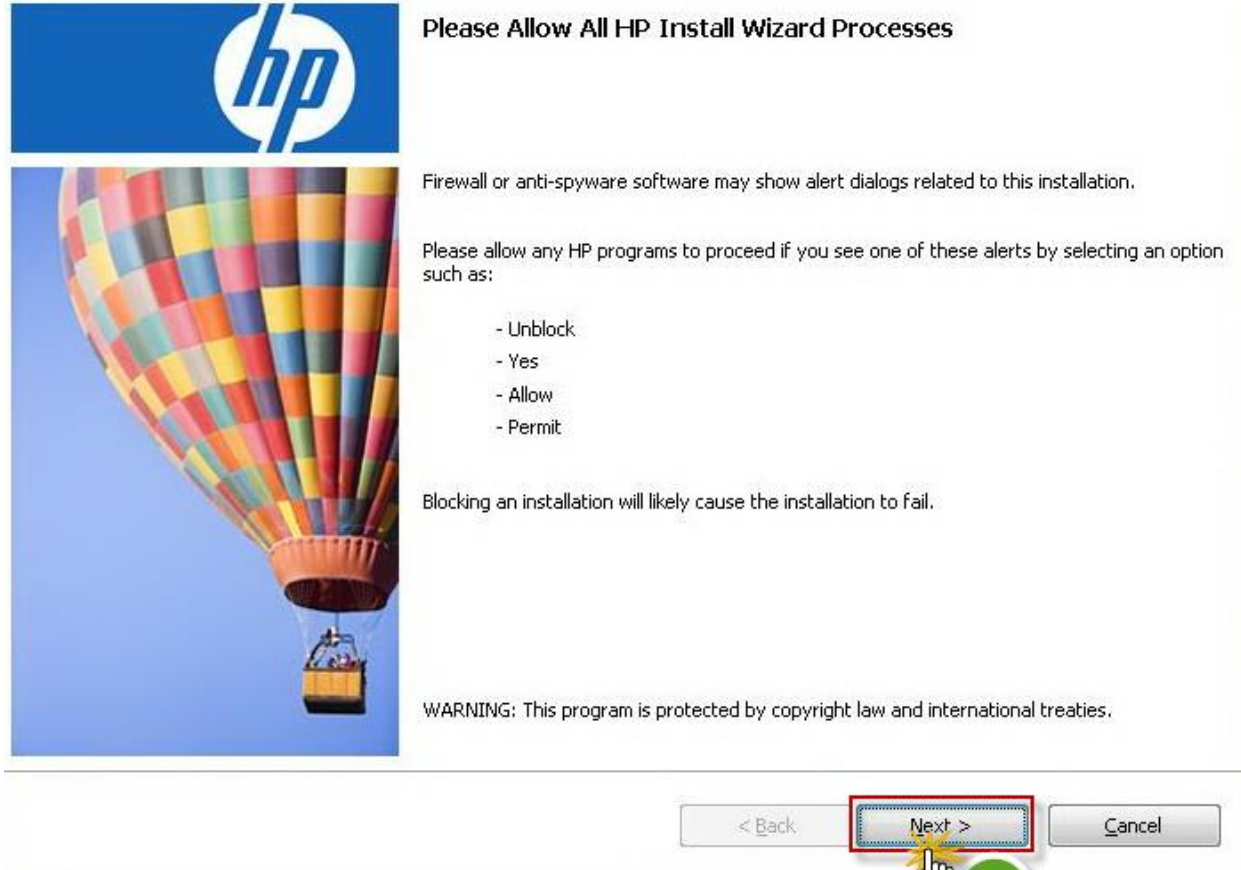 hp
Please Allow All HP Install Wizard Processes
Firewall or anti-spyware software may show alert dialogs related to this installation.
Please allow any HP programs to proceed if you see one of these alerts by selecting an option
such as:
- Unblock
- Yes
- Allow
- Permit
Blocking an installation will likely cause the installation to fail.
WARNING: This program is protected by copyright law and international treaties.
< Back Next > Cancel